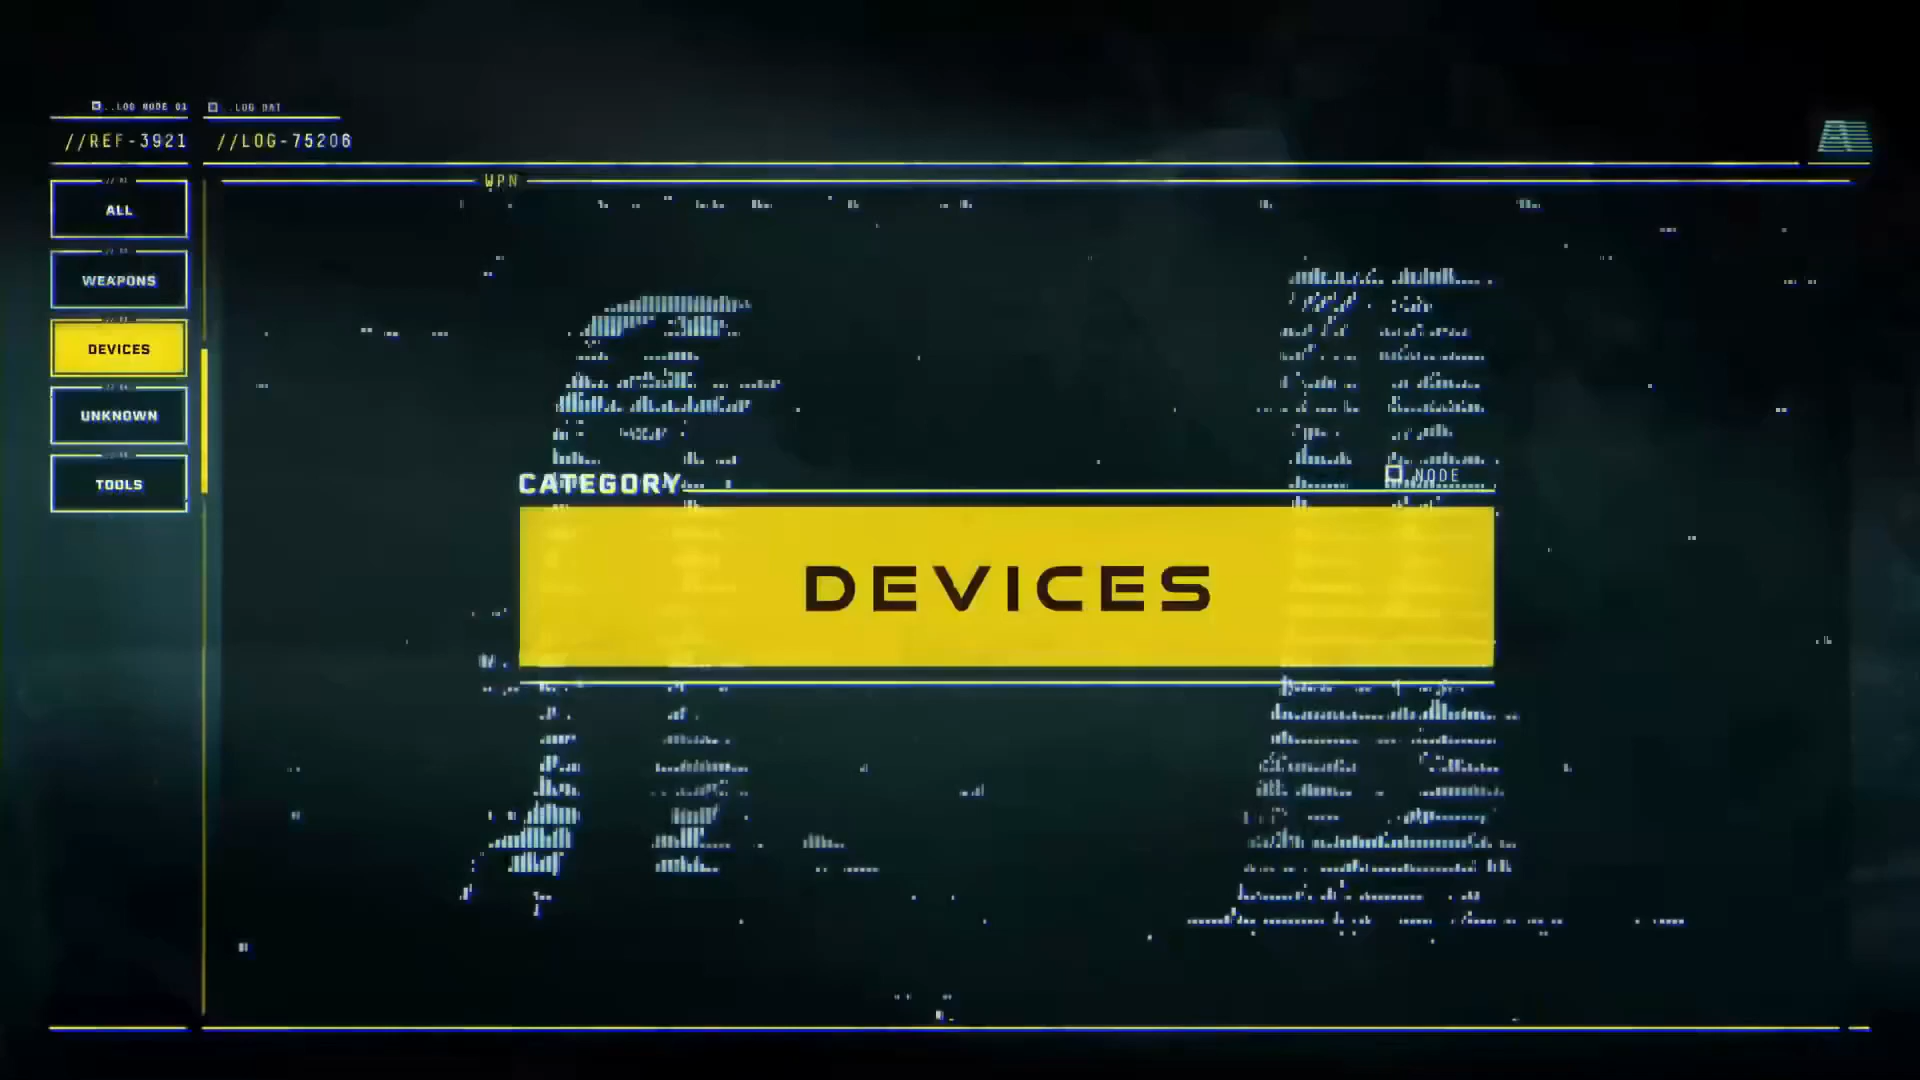 ..LOG NODE 01
..LOG DAT
//REF-3921
//LOG-75206
WPN
ALL
WEAPONS
DEVICES
UNKNOWN
TOOLS
CATEGORY
NODE
DEVICES